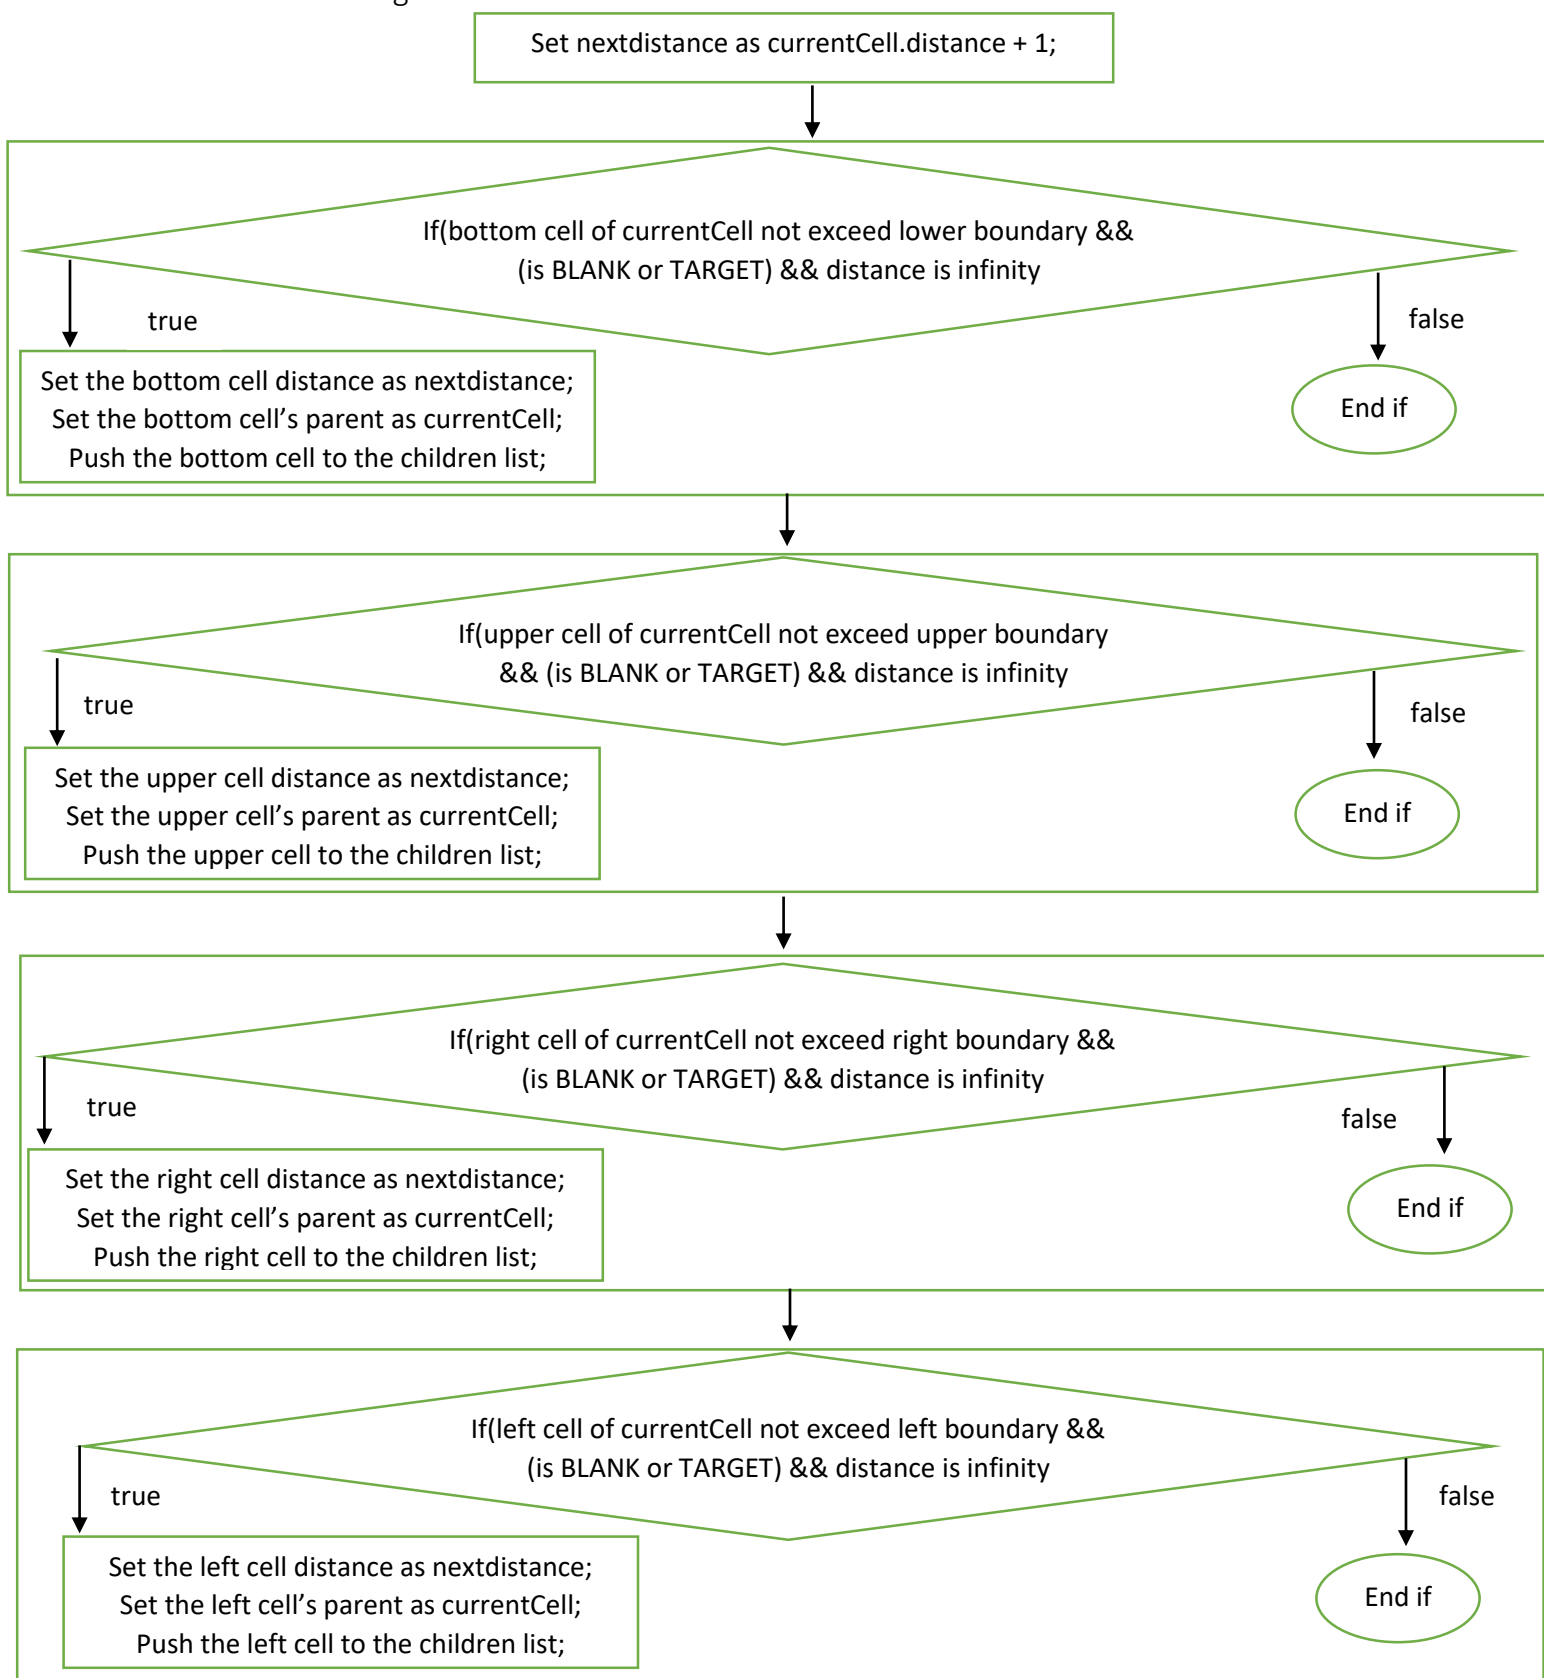 Set nextdistance as currentCell.distance + 1;
If(bottom cell of currentCell not exceed lower boundary &&
(is BLANK or TARGET) && distance is infinity
true
false
Set the bottom cell distance as nextdistance;
Set the bottom cell’s parent as currentCell;
Push the bottom cell to the children list;
End if
If(upper cell of currentCell not exceed upper boundary
&& (is BLANK or TARGET) && distance is infinity
true
false
Set the upper cell distance as nextdistance;
Set the upper cell’s parent as currentCell;
Push the upper cell to the children list;
End if
If(right cell of currentCell not exceed right boundary &&
(is BLANK or TARGET) && distance is infinity
true
false
Set the right cell distance as nextdistance;
Set the right cell’s parent as currentCell;
Push the right cell to the children list;
End if
If(left cell of currentCell not exceed left boundary &&
(is BLANK or TARGET) && distance is infinity
true
false
Set the left cell distance as nextdistance;
Set the left cell’s parent as currentCell;
Push the left cell to the children list;
End if